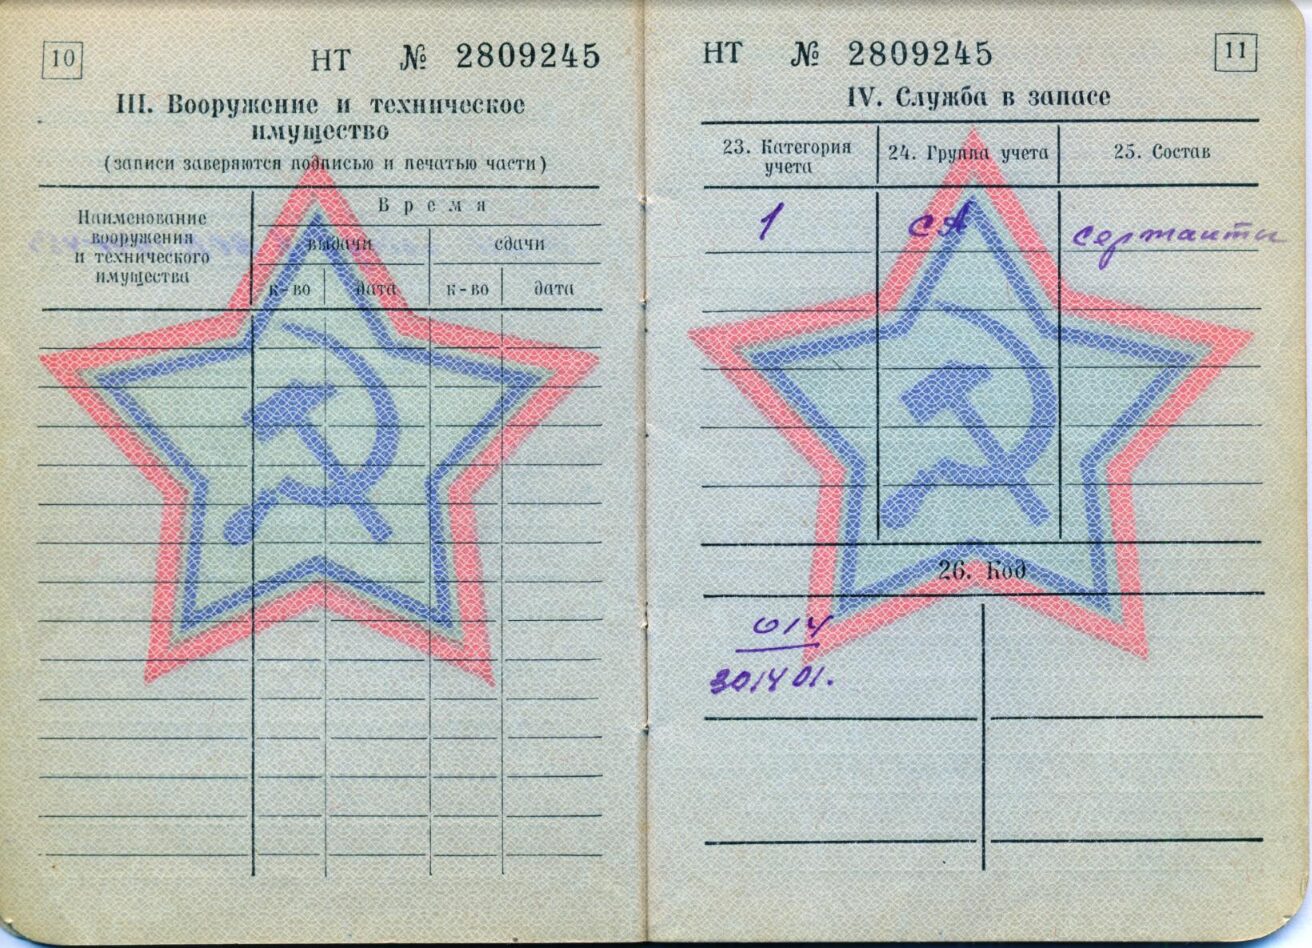 10
НТ № 2809245
III. Вооружение и техническое
имущество
(записи заверяются подписью и печатью части)
Наименование
вооружения
и технического
имущества
Время
выдачи
сдачи
к-во
дата
к-во
дата
НТ № 2809245
11
IV. Служба в запасе
23. Категория
учета
24. Группа учета
25. Состав
1
СА
сержанты
26. Код
014
301401.